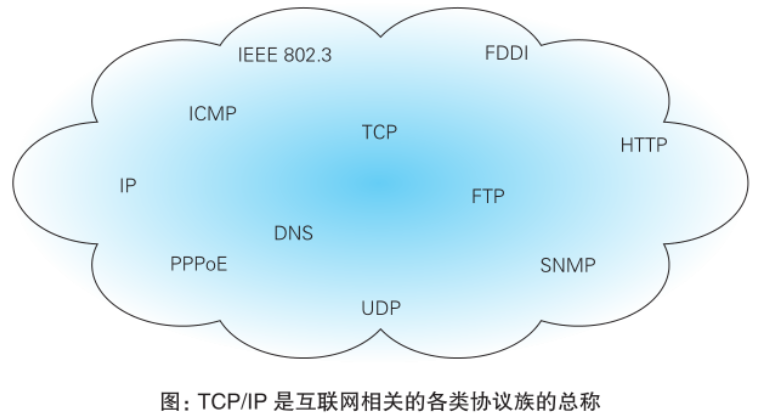 IEEE 802.3
FDDI
ICMP
TCP
HTTP
IP
FTP
DNS
PPPoE
SNMP
UDP
图：TCP/IP 是互联网相关的各类协议族的总称